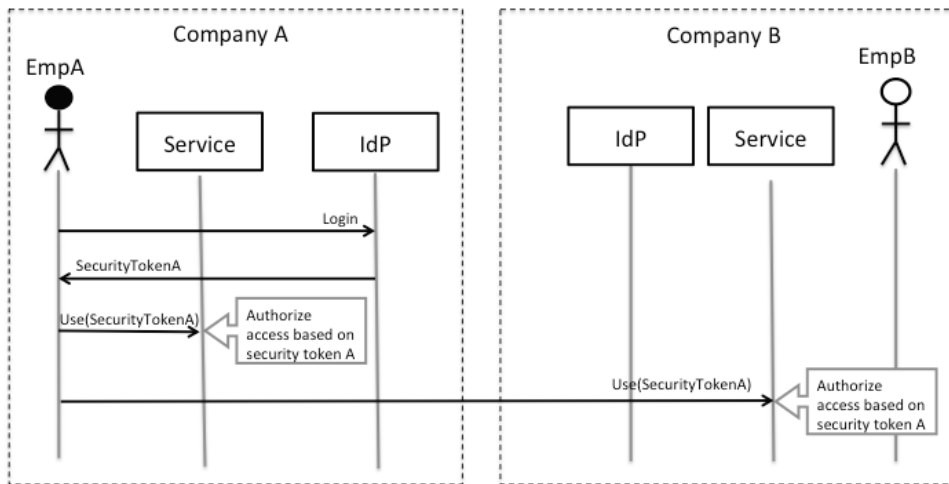 Company A
Company B
EmpA
EmpB
Service
IdP
IdP
Service
Login
SecurityTokenA
Use(SecurityTokenA)
Authorize
access based on
security token A
Use(SecurityTokenA)
Authorize
access based on
security token A